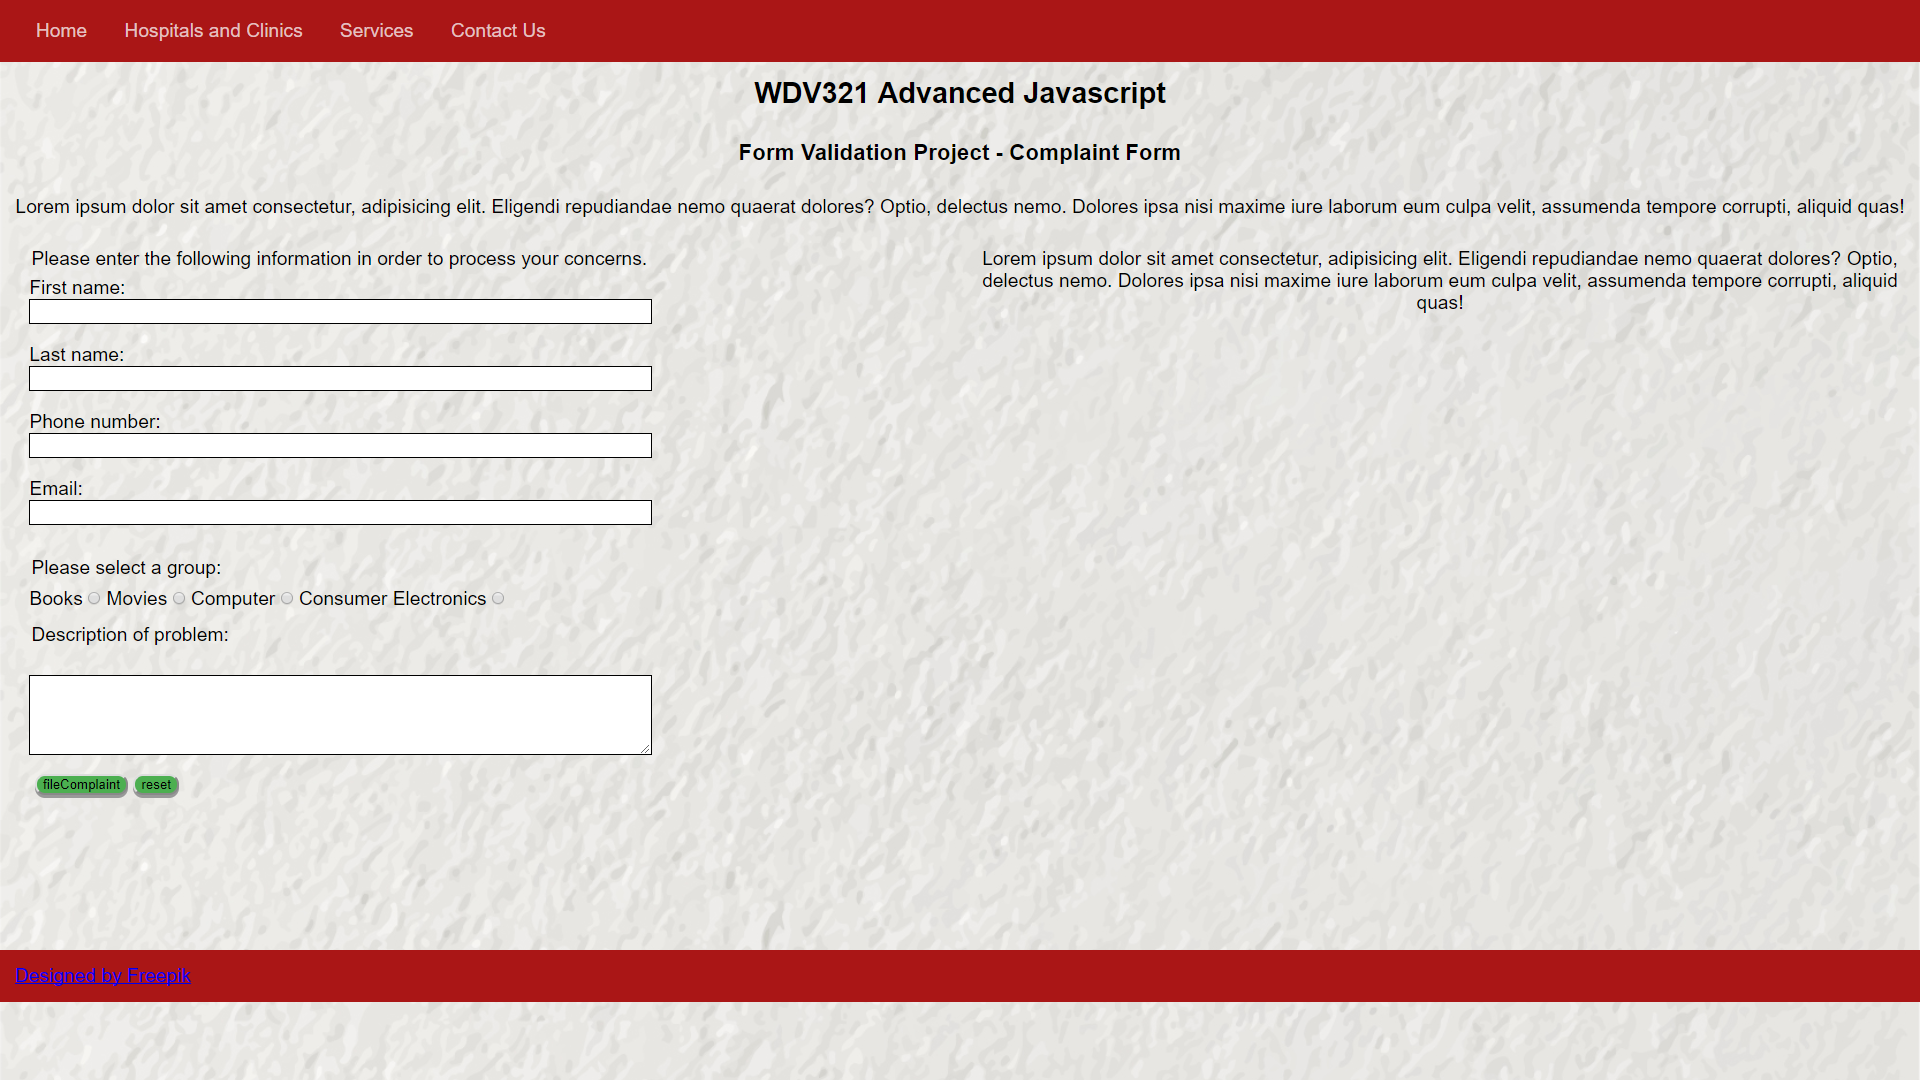 Home Hospitals and Clinics Services Contact Us
WDV321 Advanced Javascript
Form Validation Project - Complaint Form
Lorem ipsum dolor sit amet consectetur, adipisicing elit. Eligendi repudiandae nemo quaerat dolores? Optio, delectus nemo. Dolores ipsa nisi maxime iure laborum eum culpa velit, assumenda tempore corrupti, aliquid quas!
Please enter the following information in order to process your concerns.
First name:
Last name:
Phone number:
Email:
Please select a group:
Books Movies Computer Consumer Electronics
Description of problem:
fileComplaint reset
Lorem ipsum dolor sit amet consectetur, adipisicing elit. Eligendi repudiandae nemo quaerat dolores? Optio,
delectus nemo. Dolores ipsa nisi maxime iure laborum eum culpa velit, assumenda tempore corrupti, aliquid
quas!
Designed by Freepik